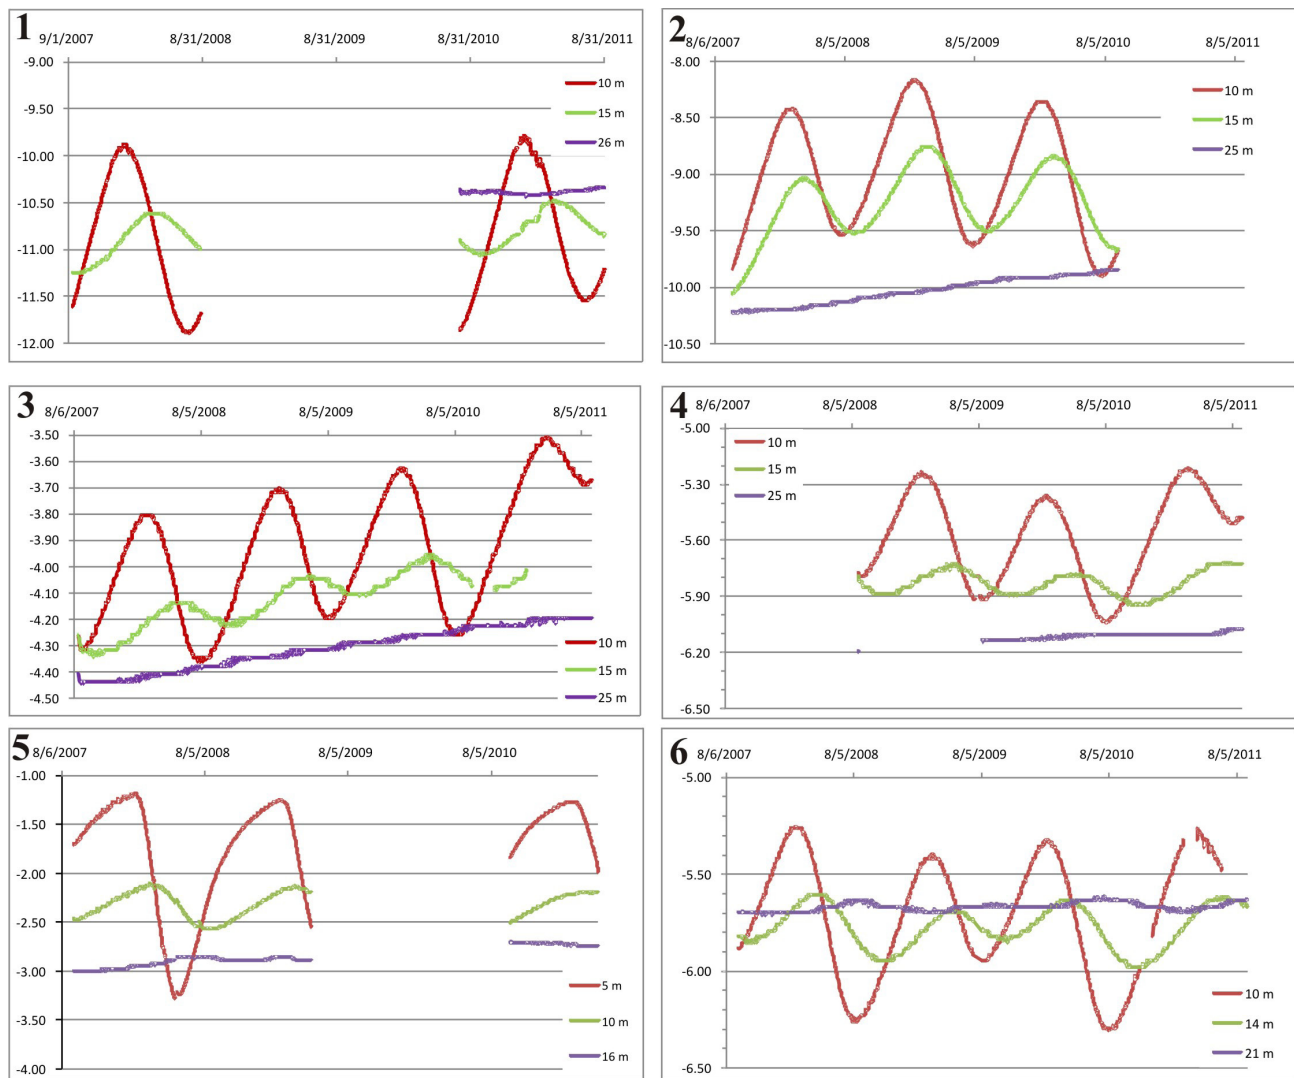 1
9/1/2007 8/31/2008 8/31/2009 8/31/2010 8/31/2011
-9.00
-9.50
-10.00
-10.50
-11.00
-11.50
-12.00
10 m
15 m
26 m
2
8/6/2007 8/5/2008 8/5/2009 8/5/2010 8/5/2011
-8.00
-8.50
-9.00
-9.50
-10.00
-10.50
10 m
15 m
25 m
3
8/6/2007 8/5/2008 8/5/2009 8/5/2010 8/5/2011
-3.50
-3.60
-3.70
-3.80
-3.90
-4.00
-4.10
-4.20
-4.30
-4.40
-4.50
10 m
15 m
25 m
4
8/6/2007 8/5/2008 8/5/2009 8/5/2010 8/5/2011
-5.00
-5.30
-5.60
-5.90
-6.20
-6.50
10 m
15 m
25 m
5
8/6/2007 8/5/2008 8/5/2009 8/5/2010
-1.00
-1.50
-2.00
-2.50
-3.00
-3.50
-4.00
5 m
10 m
16 m
6
8/6/2007 8/5/2008 8/5/2009 8/5/2010 8/5/2011
-5.00
-5.50
-6.00
-6.50
10 m
14 m
21 m